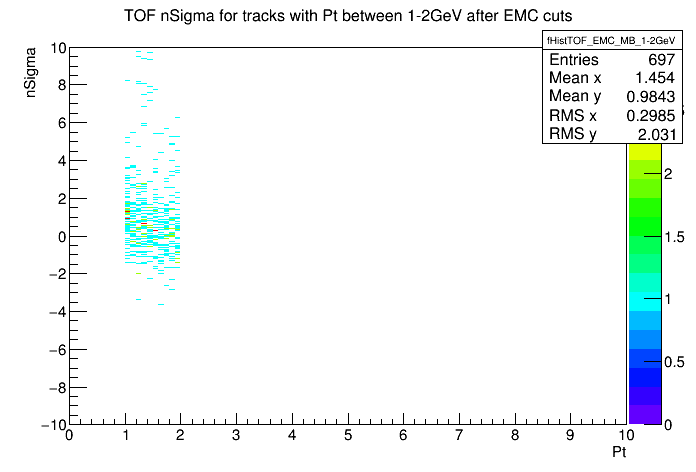 TOF nSigma for tracks with Pt between 1-2GeV after EMC cuts
fHistTOF_EMC_MB_1-2GeV
Entries 697
Mean x 1.454
Mean y 0.9843
RMS x 0.2985
RMS y 2.031
nSigma
10
8
6
4
2
0
−2
−4
−6
−8
−10
0 1 2 3 4 5 6 7 8 9 10
Pt
2
1.5
1
0.5
0